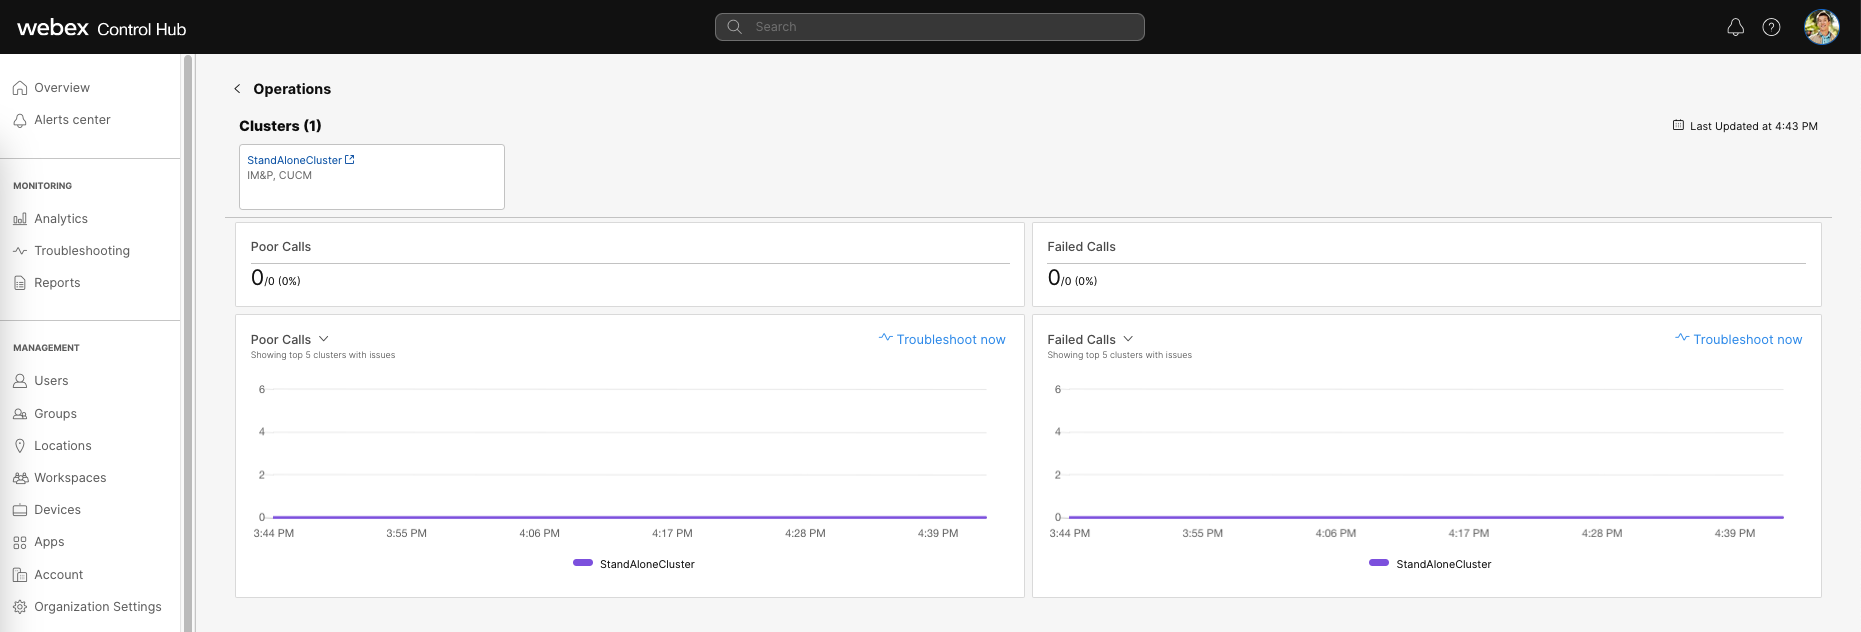 webex Control Hub
Search
Overview
Alerts center
MONITORING
Analytics
Troubleshooting
Reports
MANAGEMENT
Users
Groups
Locations
Workspaces
Devices
Apps
Account
Organization Settings
Operations
Clusters (1)
Last Updated at 4:43 PM
StandAloneCluster
IM&P, CUCM
Poor Calls
0/0 (0%)
Failed Calls
0/0 (0%)
Poor Calls
Troubleshoot now
Showing top 5 clusters with issues
6
4
2
0
3:44 PM 3:55 PM 4:06 PM 4:17 PM 4:28 PM 4:39 PM
StandAloneCluster
Failed Calls
Troubleshoot now
Showing top 5 clusters with issues
6
4
2
0
3:44 PM 3:55 PM 4:06 PM 4:17 PM 4:28 PM 4:39 PM
StandAloneCluster